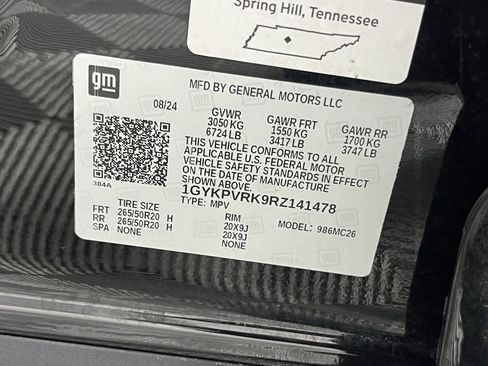 Spring Hill, Tennessee
gm
MFD BY GENERAL MOTORS LLC
08/24
GVWR GAWR FRT GAWR RR
3050 KG 1550 KG 1700 KG
6724 LB 3417 LB 3747 LB
THIS VEHICLE CONFORMS TO ALL
APPLICABLE U.S. FEDERAL MOTOR
VEHICLE SAFETY STANDARDS IN EFFECT
ON THE DATE OF MANUFACTURE
SHOWN ABOVE.
384A
1GYKPVRK9RZ141478
TYPE: MPV
TIRE SIZE RIM MODEL: 986MC26
FRT 265/50R20 H 20X9J
RR 265/50R20 H 20X9J
SPA NONE NONE